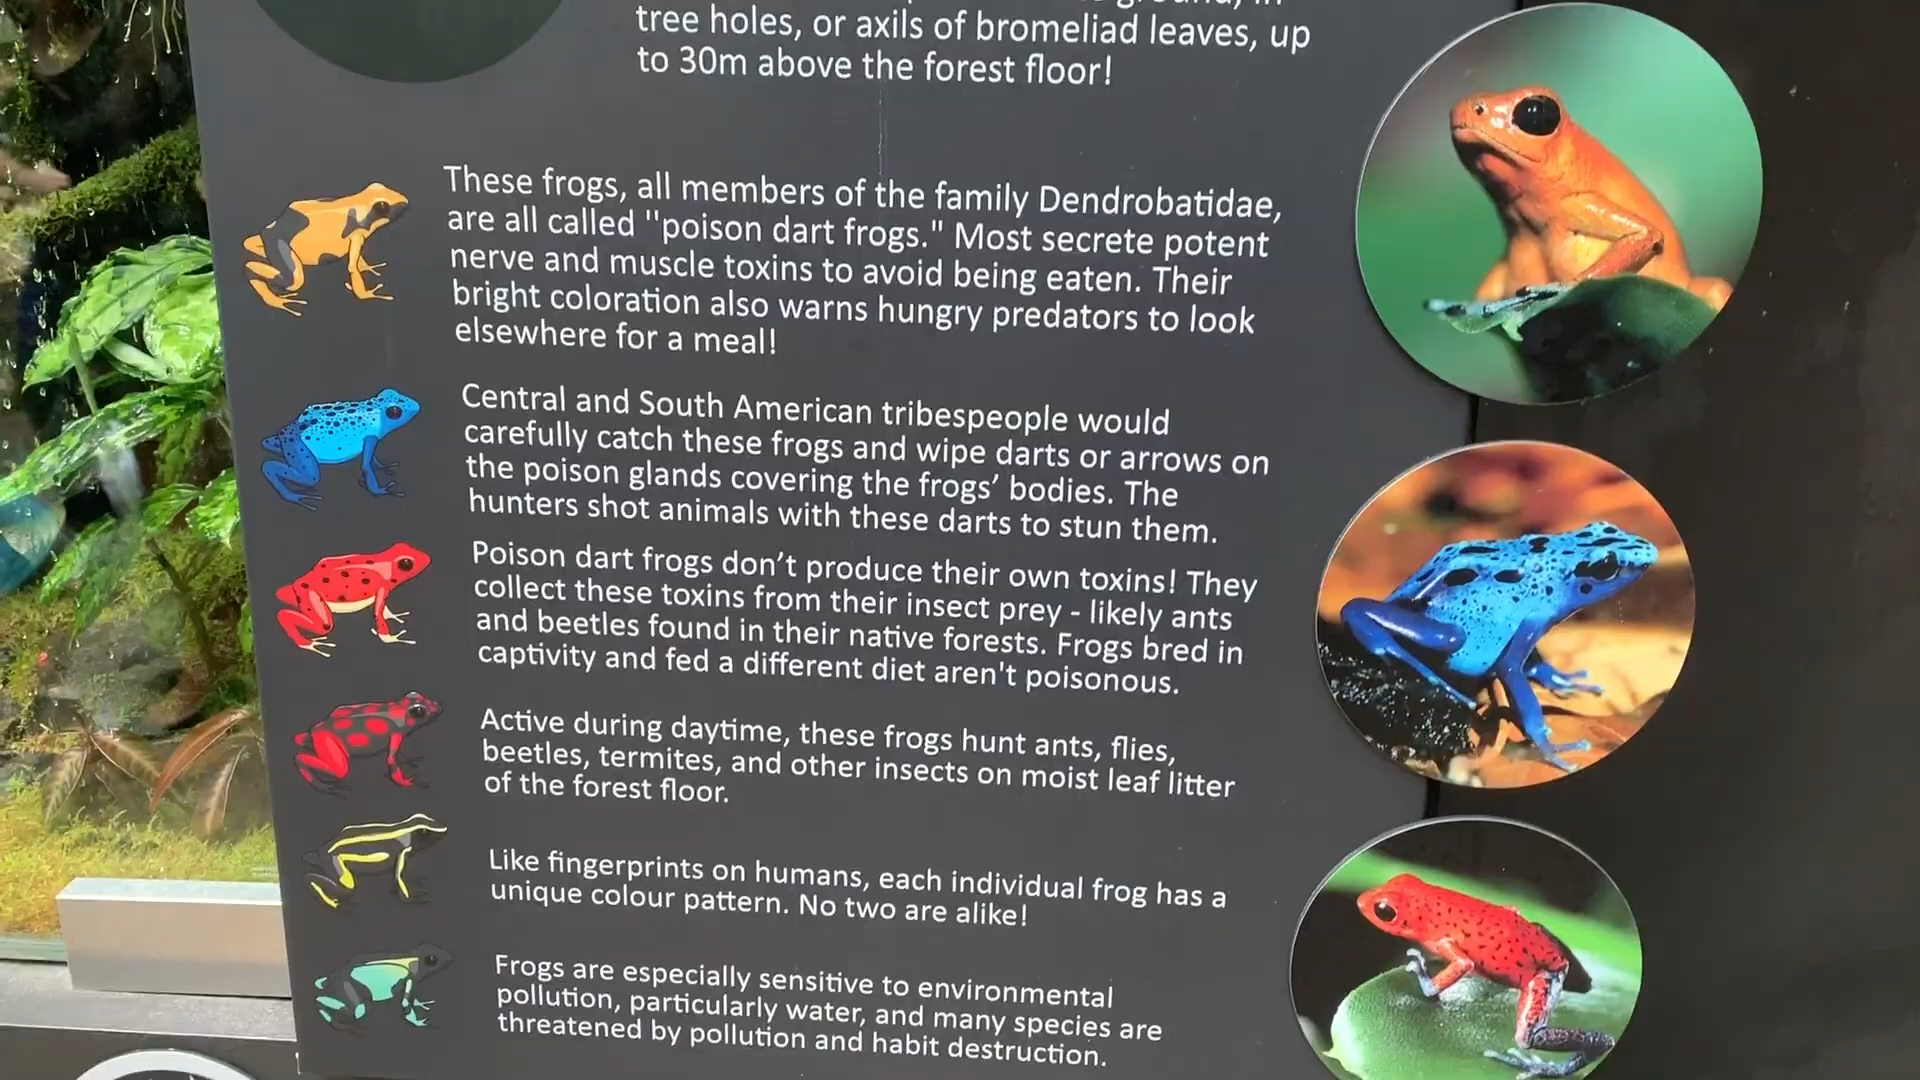 tree holes, or axils of bromeliad leaves, up
to 30m above the forest floor!
These frogs, all members of the family Dendrobatidae,
are all called "poison dart frogs." Most secrete potent
nerve and muscle toxins to avoid being eaten. Their
bright coloration also warns hungry predators to look
elsewhere for a meal!
Central and South American tribespeople would
carefully catch these frogs and wipe darts or arrows on
the poison glands covering the frogs’ bodies. The
hunters shot animals with these darts to stun them.
Poison dart frogs don’t produce their own toxins! They
collect these toxins from their insect prey - likely ants
and beetles found in their native forests. Frogs bred in
captivity and fed a different diet aren't poisonous.
Active during daytime, these frogs hunt ants, flies,
beetles, termites, and other insects on moist leaf litter
of the forest floor.
Like fingerprints on humans, each individual frog has a
unique colour pattern. No two are alike!
Frogs are especially sensitive to environmental
pollution, particularly water, and many species are
threatened by pollution and habit destruction.